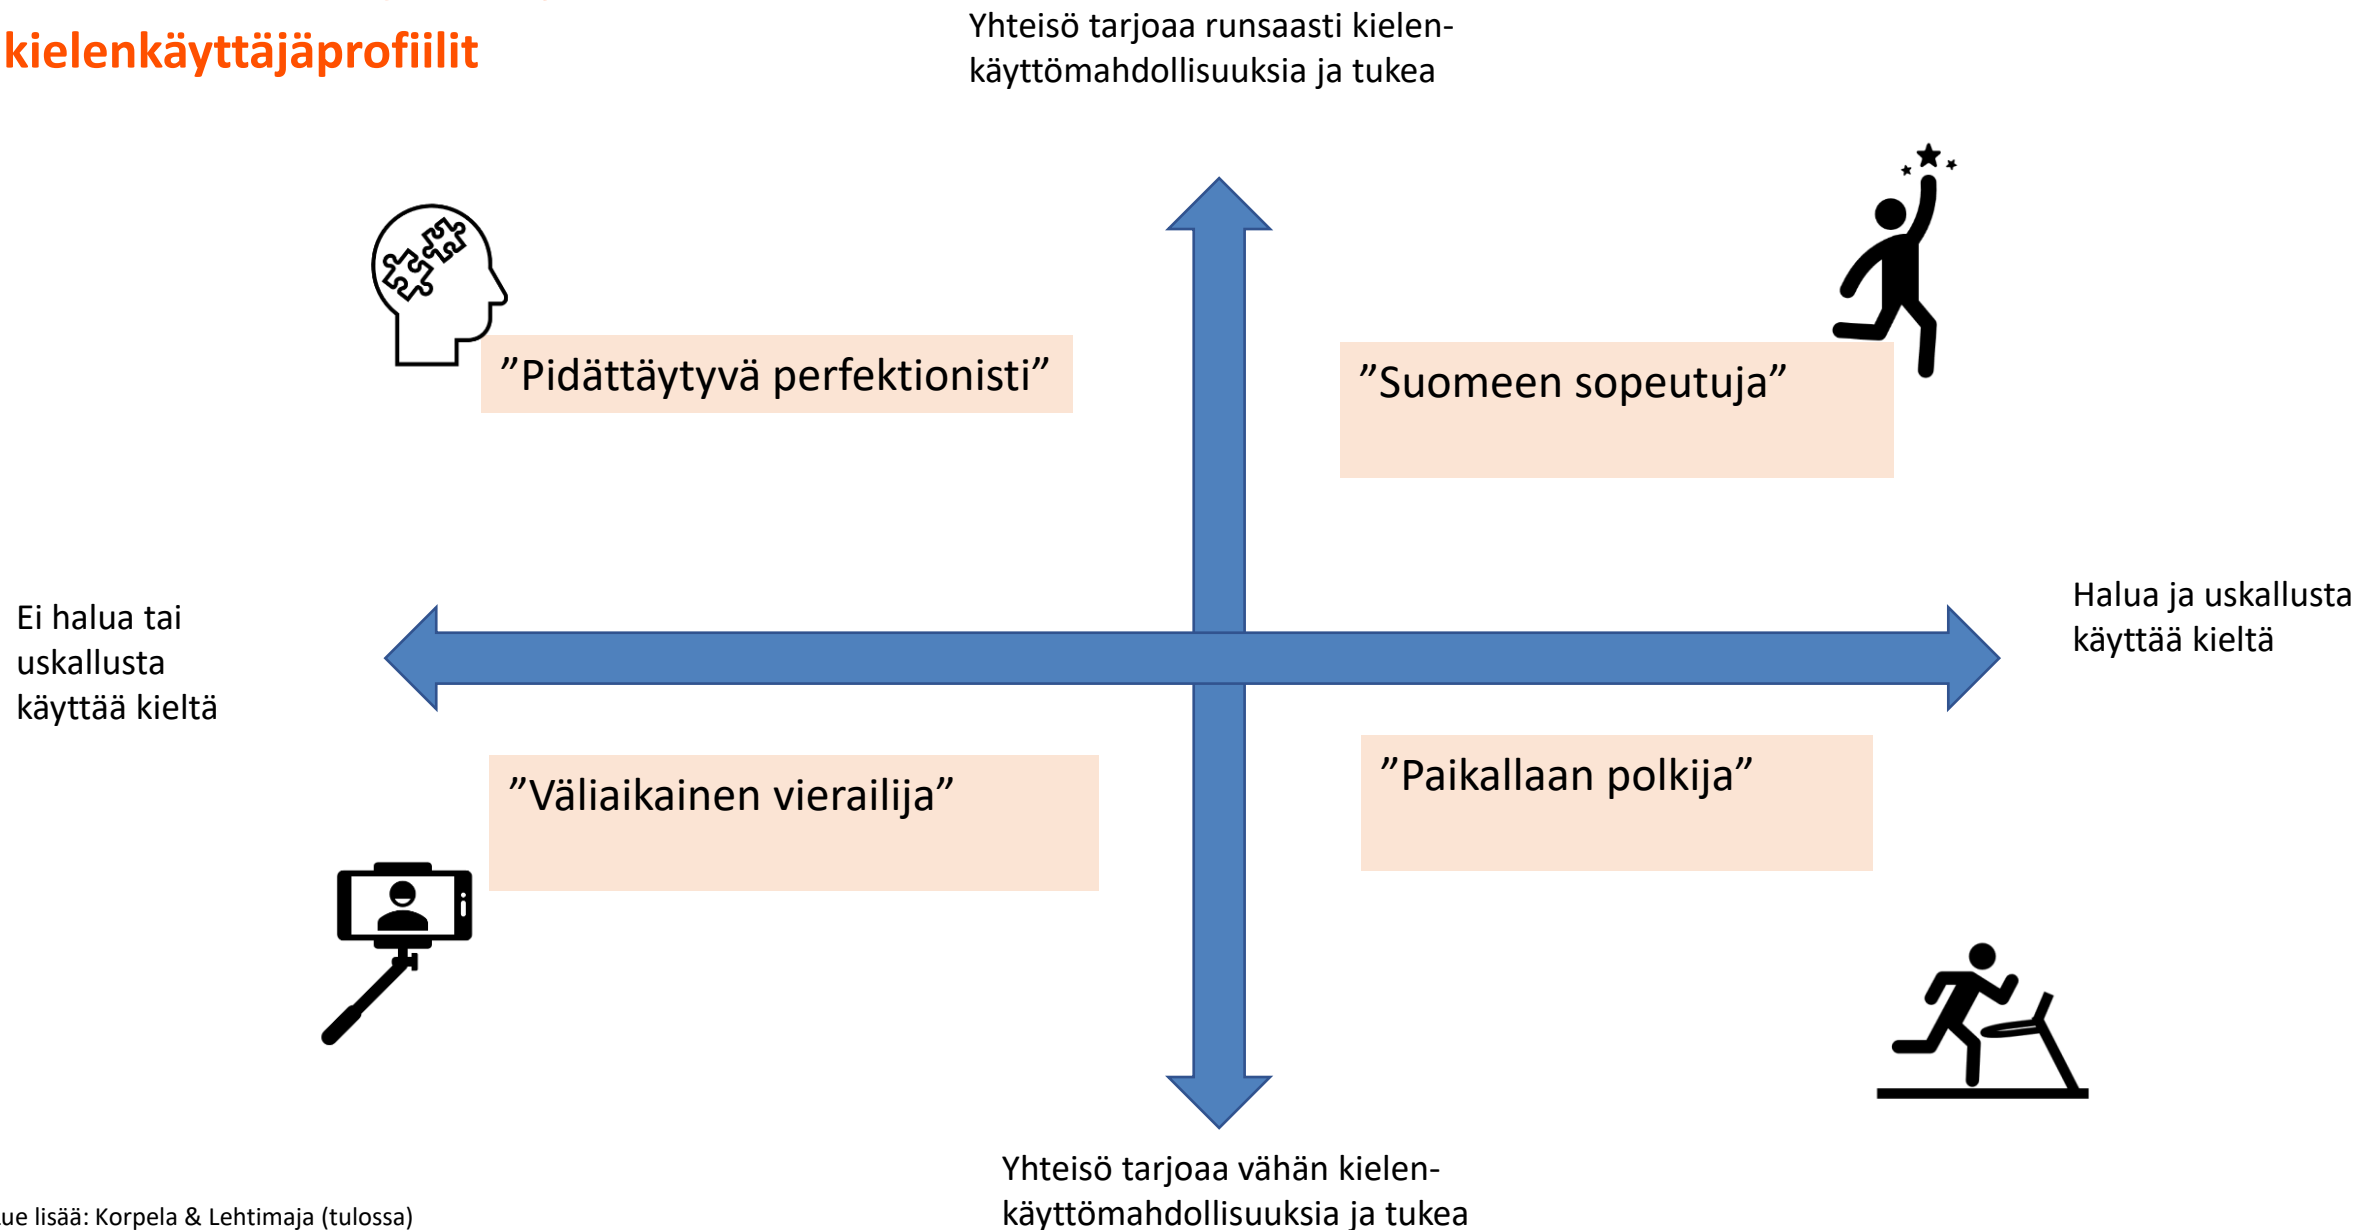 kielenkäyttäjäprofiilit
Yhteisö tarjoaa runsaasti kielen-
käyttömahdollisuuksia ja tukea
”Pidättäytyvä perfektionisti”
”Suomeen sopeutuja”
Ei halua tai
uskallusta
käyttää kieltä
Halua ja uskallusta
käyttää kieltä
”Väliaikainen vierailija”
”Paikallaan polkija”
Yhteisö tarjoaa vähän kielen-
käyttömahdollisuuksia ja tukea
ue lisää: Korpela & Lehtimaja (tulossa)